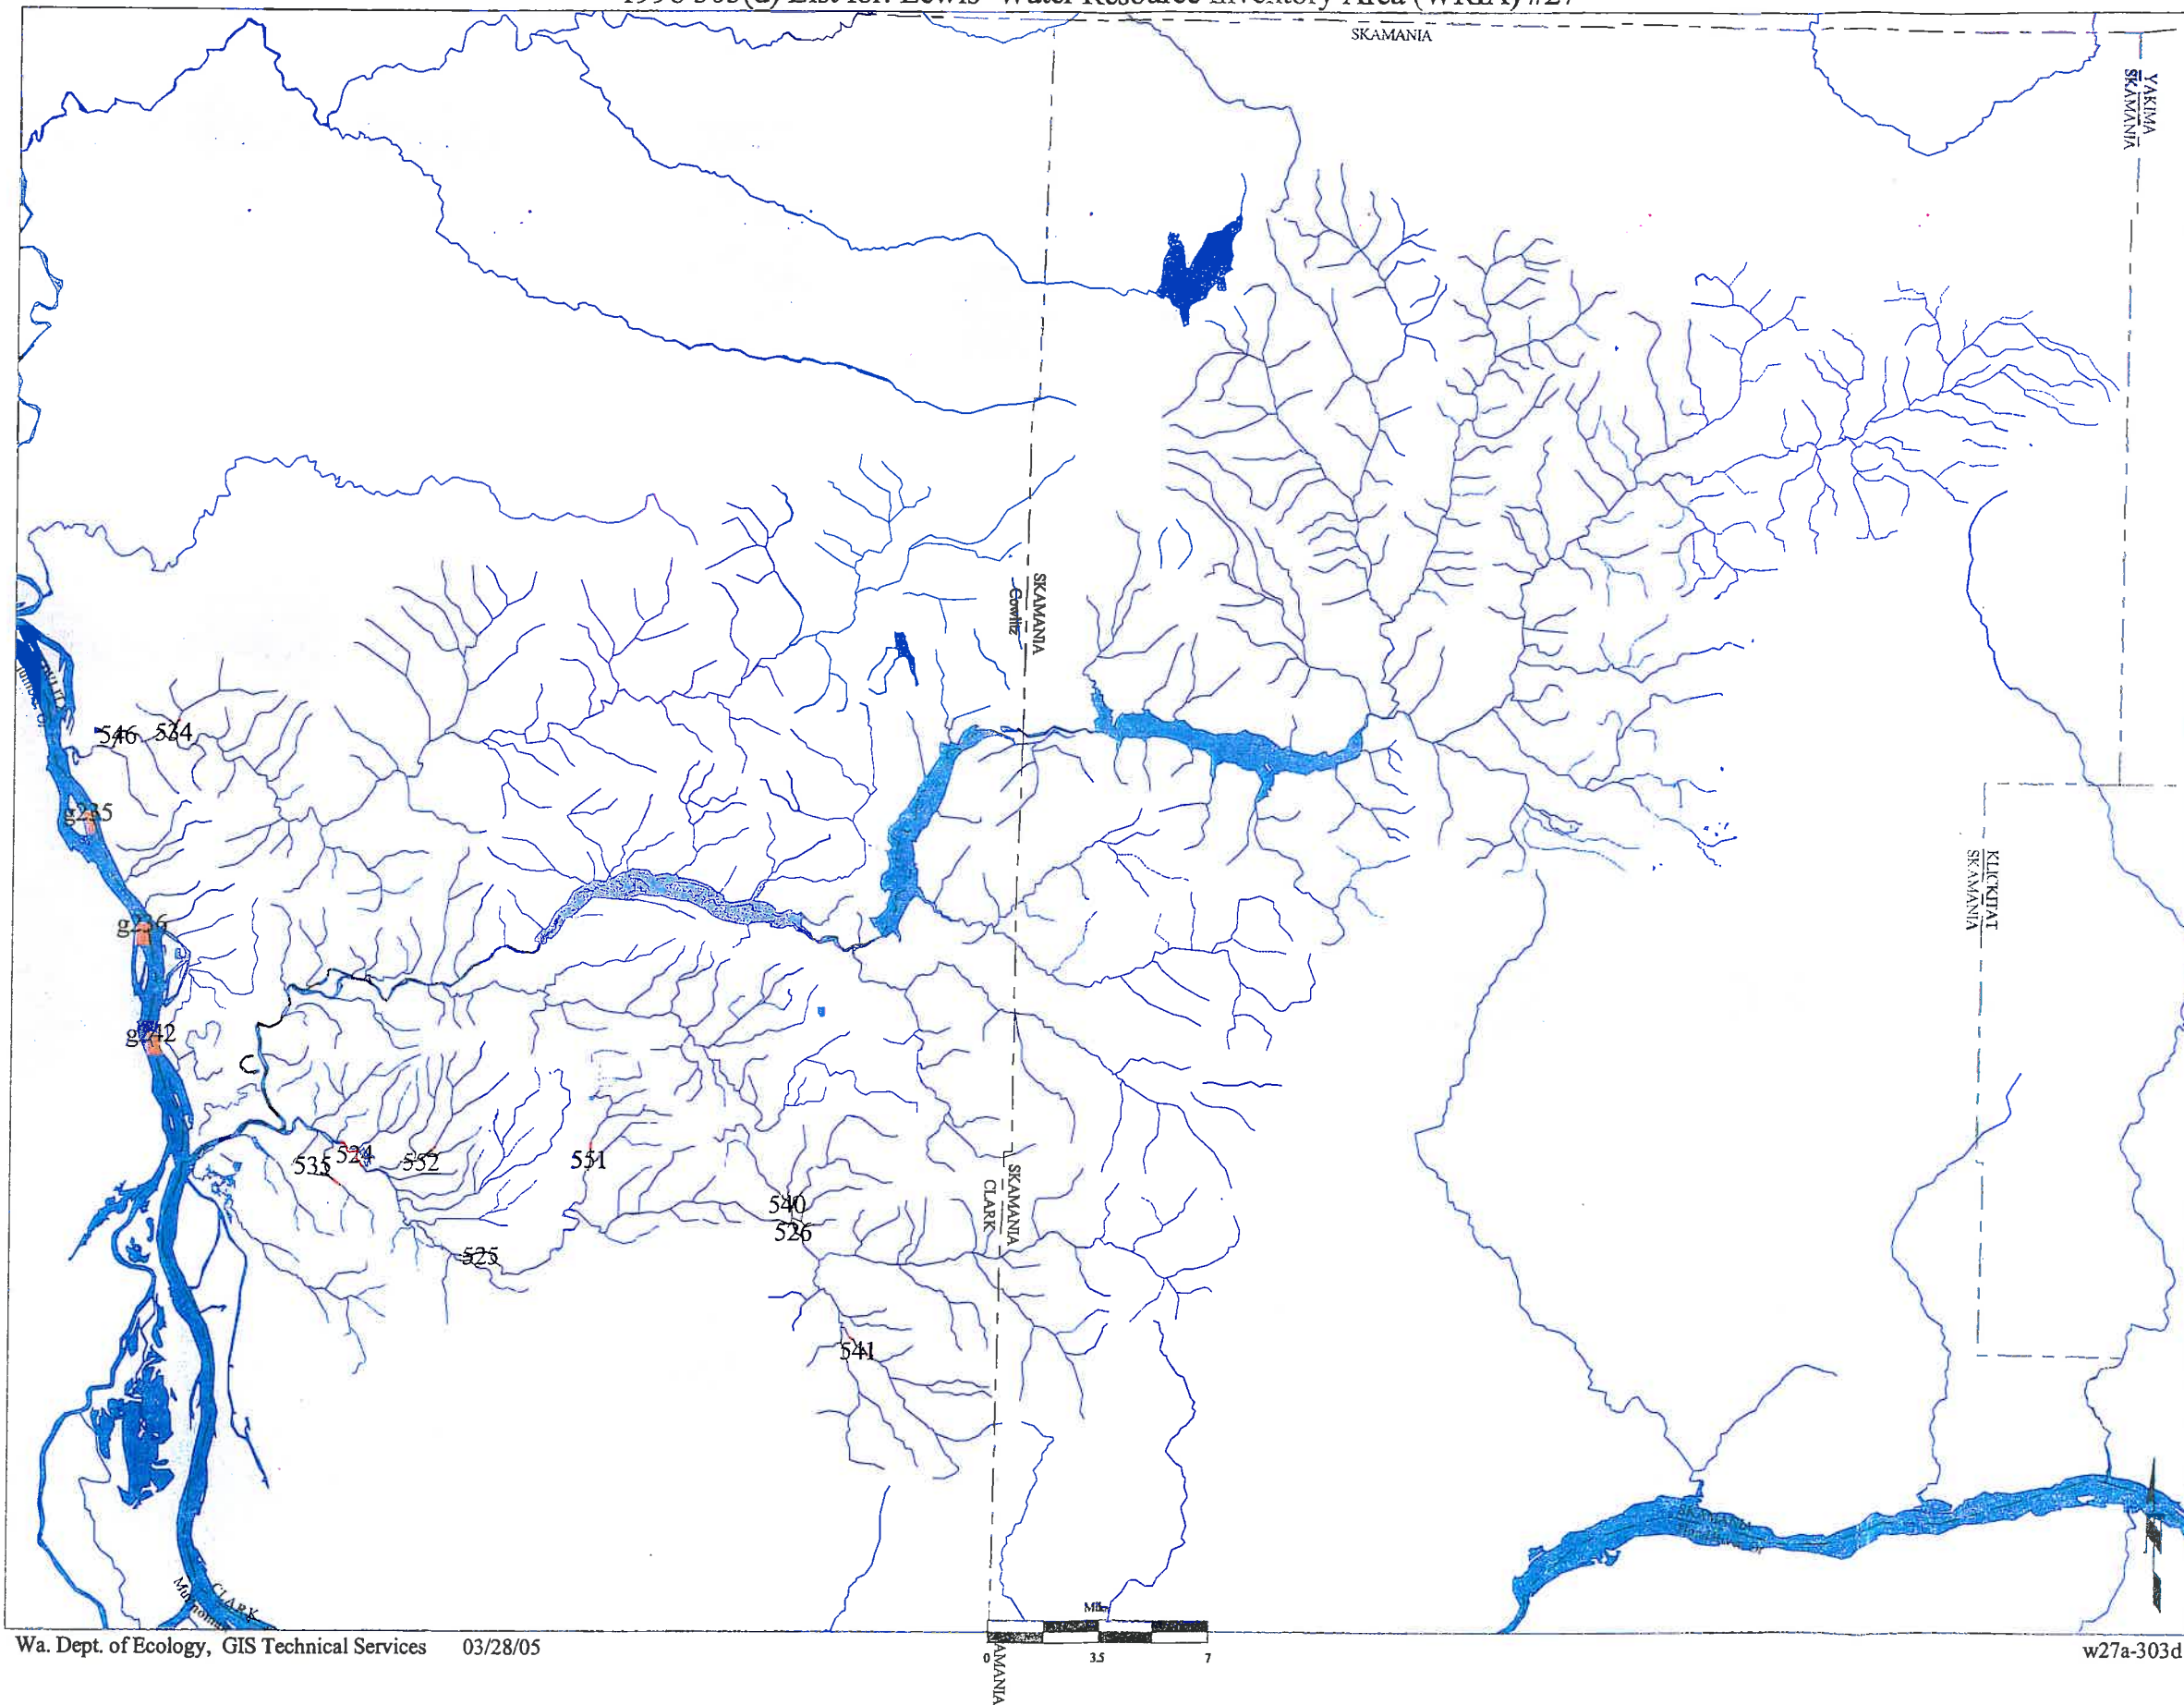 SKAMANIA
YAKIMA
SKAMANIA
SKAMANIA
Cowlitz
546
534
g235
KLICKITAT
SKAMANIA
g236
g242
C
535
524
552
551
540
526
525
SKAMANIA
CLARK
541
CLARK
Miles
0
3.5
7
AMANIA
Wa. Dept. of Ecology, GIS Technical Services 03/28/05
w27a-303d